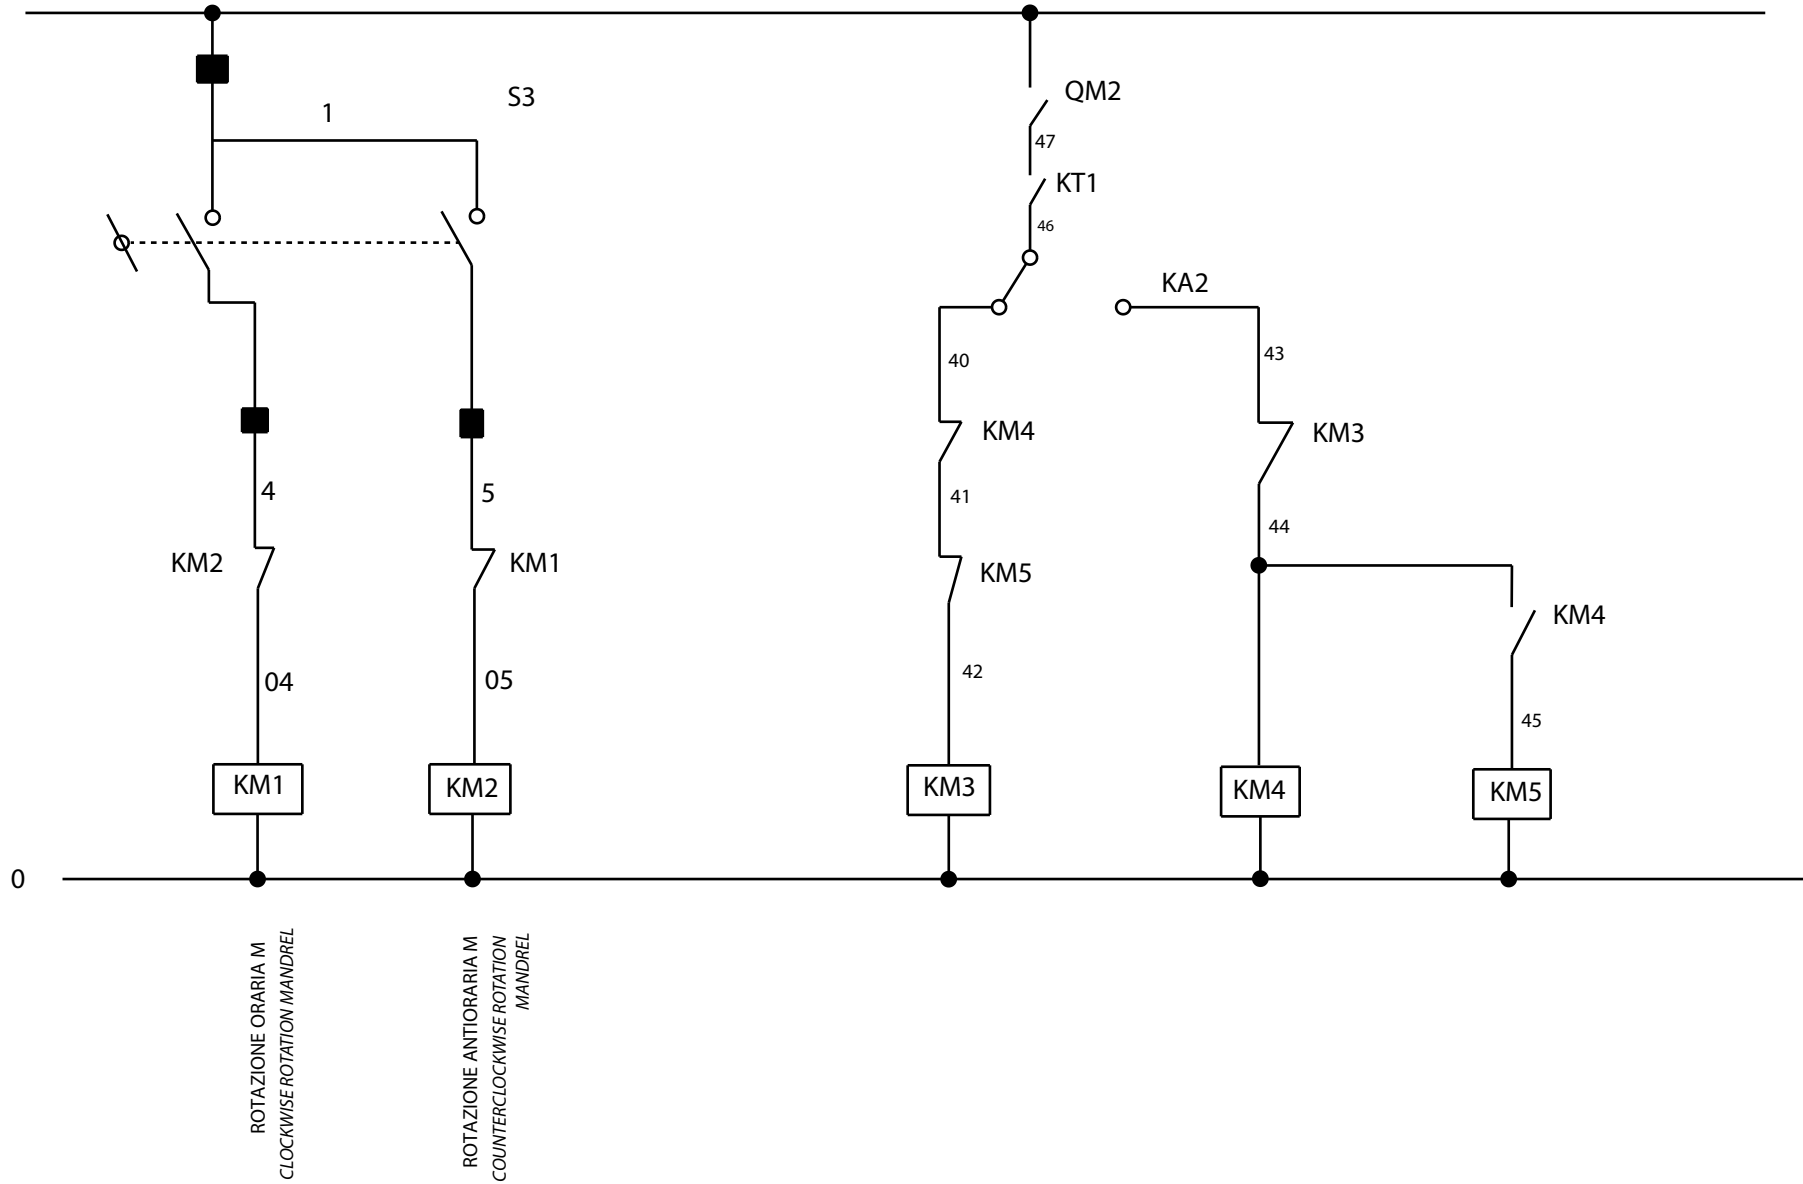 S3
QM2
1
47
KT1
46
KA2
40
43
KM4
KM3
4
5
41
44
KM2
KM1
KM5
KM4
04
05
42
45
KM1
KM2
KM3
KM4
KM5
0
ROTAZIONE ORARIA M
CLOCKWISE ROTATION MANDREL
ROTAZIONE ANTIORARIA M
COUNTERCLOCKWISE ROTATION
MANDREL